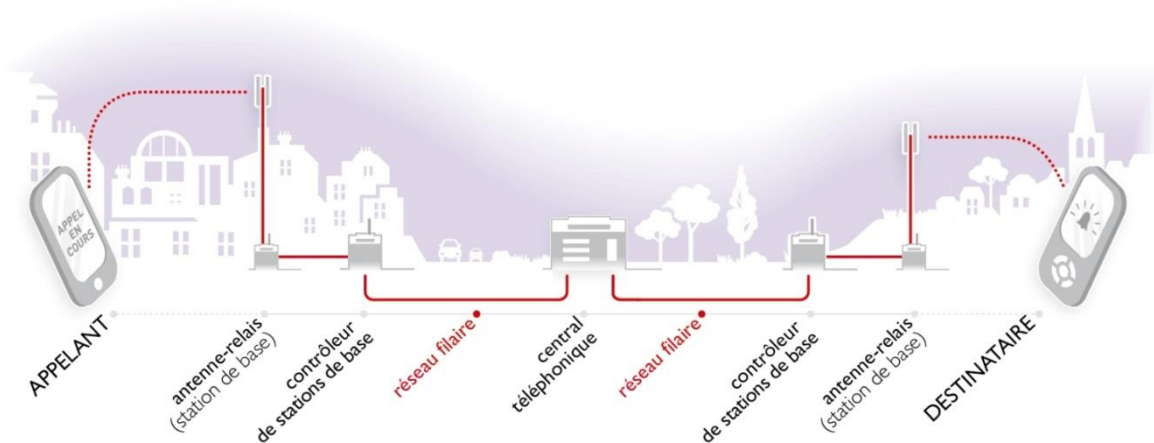 APPEL
EN
COURS
APPELANT
antenne-relais
(station de base)
contrôleur
de stations de base
réseau filaire
central
téléphonique
réseau filaire
contrôleur
de stations de base
antenne-relais
(station de base)
DESTINATAIRE